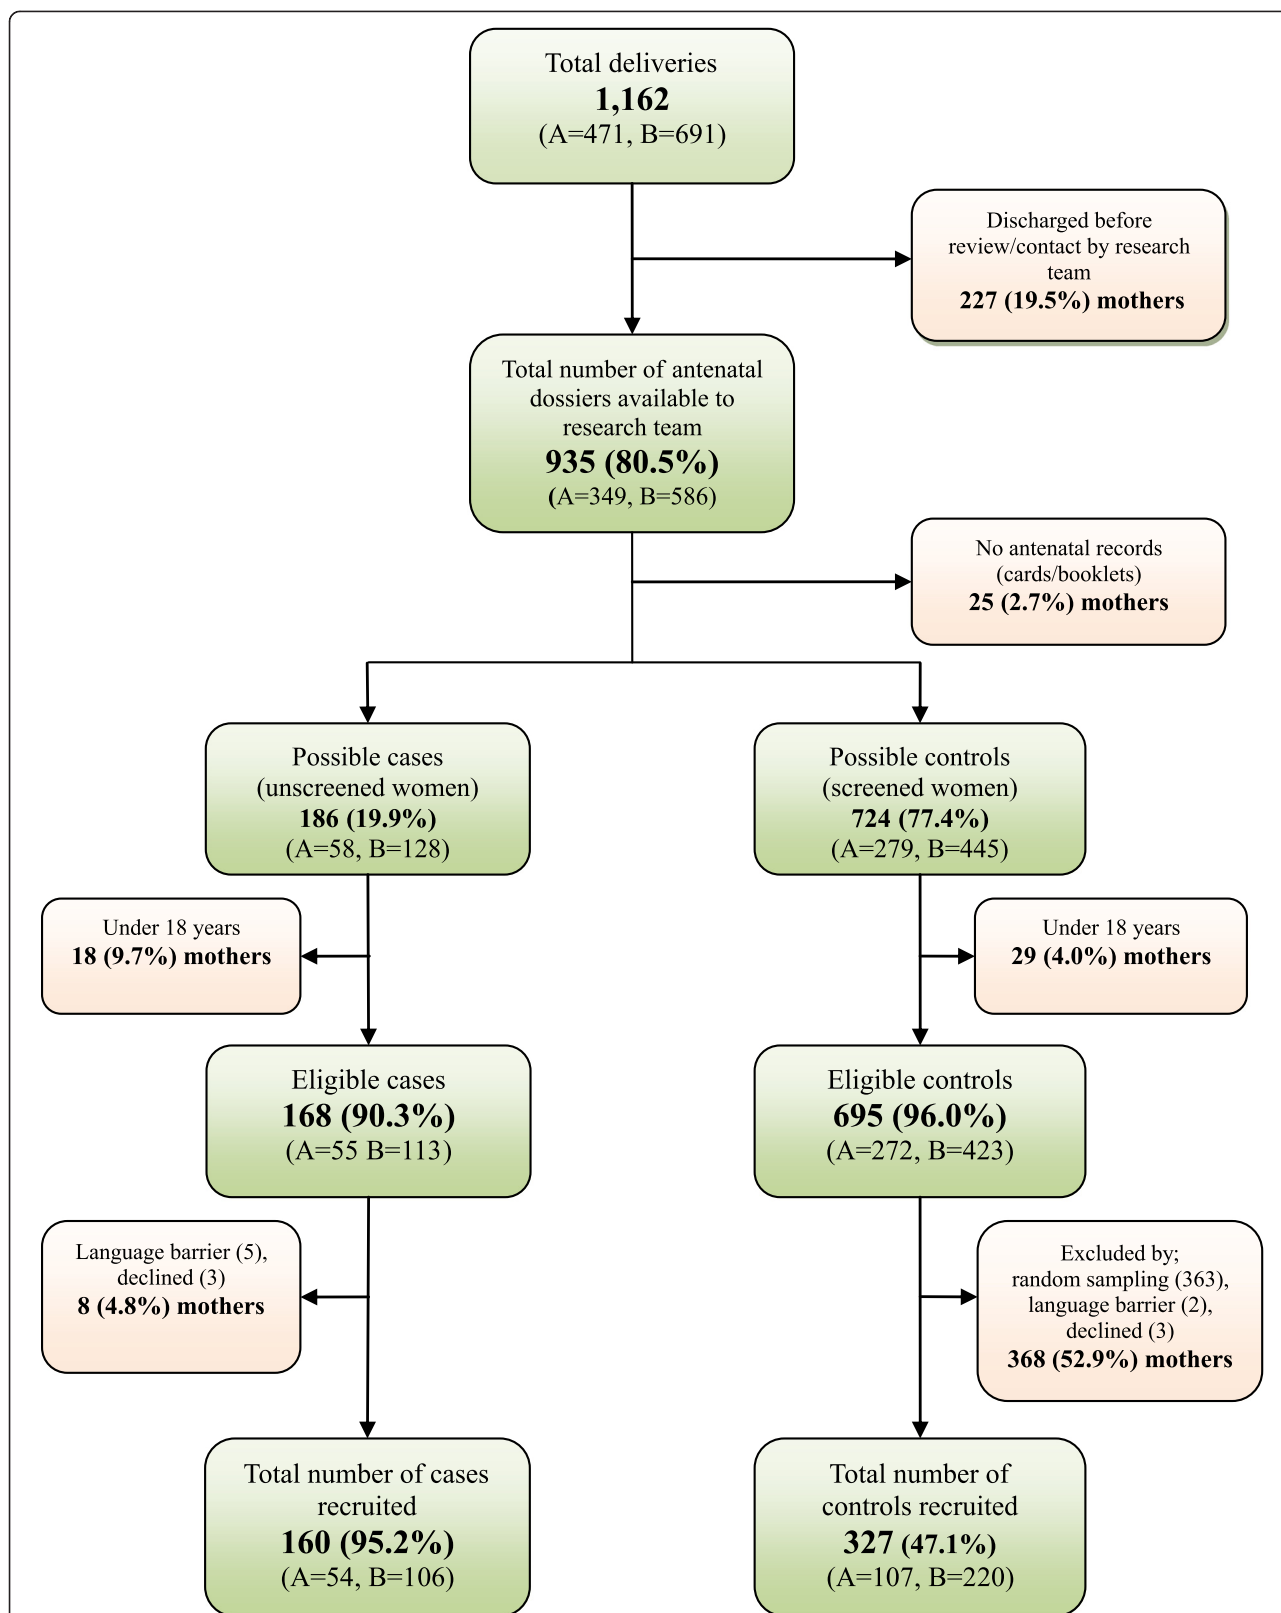 Total deliveries
1,162
(A=471, B=691)
Discharged before
review/contact by research
team
227 (19.5%) mothers
Total number of antenatal
dossiers available to
research team
935 (80.5%)
(A=349, B=586)
No antenatal records
(cards/booklets)
25 (2.7%) mothers
Possible cases
(unscreened women)
186 (19.9%)
(A=58, B=128)
Possible controls
(screened women)
724 (77.4%)
(A=279, B=445)
Under 18 years
18 (9.7%) mothers
Under 18 years
29 (4.0%) mothers
Eligible cases
168 (90.3%)
(A=55 B=113)
Eligible controls
695 (96.0%)
(A=272, B=423)
Language barrier (5),
declined (3)
8 (4.8%) mothers
Excluded by;
random sampling (363),
language barrier (2),
declined (3)
368 (52.9%) mothers
Total number of cases
recruited
160 (95.2%)
(A=54, B=106)
Total number of
controls recruited
327 (47.1%)
(A=107, B=220)